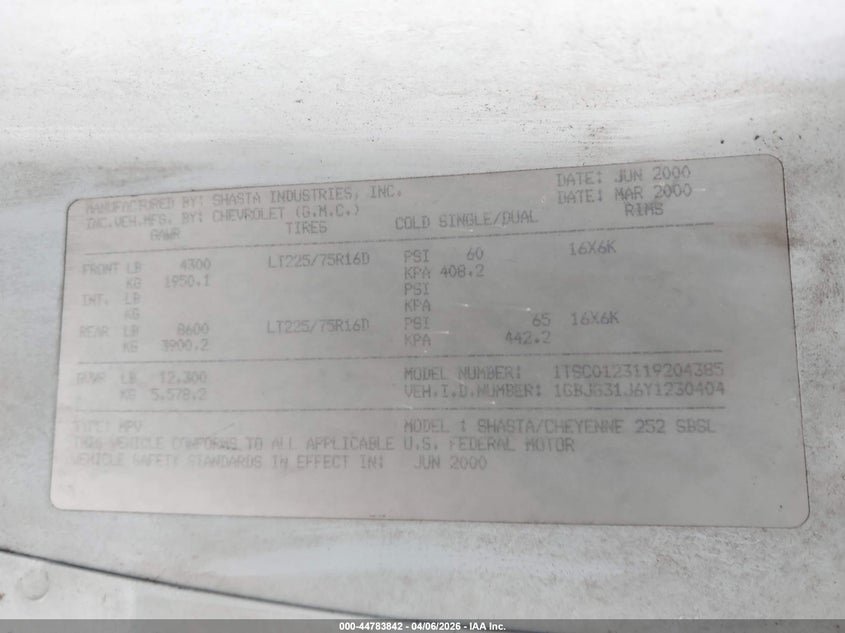 MANUFACTURED BY: SHASTA INDUSTRIES, INC. DATE: JUN 2000
INC.VEH.MFG. BY: CHEVROLET (G.M.C.) DATE: MAR 2000
GAWR TIRES COLD SINGLE/DUAL RIMS
FRONT LB 4300 LT225/75R16D PSI 60 16X6K
KG 1950.1 KPA 408.2
INT. LB PSI
KG KPA
REAR LB 8600 LT225/75R16D PSI 65 16X6K
KG 3900.2 KPA 442.2
GVWR LB 12,300 MODEL NUMBER: 1TSC0123119204385
KG 5,578.2 VEH.I.D.NUMBER: 1GBJG31J6Y1230404
TYPE: MPV MODEL : SHASTA/CHEYENNE 252 SBSL
THIS VEHICLE CONFORMS TO ALL APPLICABLE U.S. FEDERAL MOTOR
VEHICLE SAFETY STANDARDS IN EFFECT IN: JUN 2000
000-44783842 - 04/06/2026 - IAA Inc.